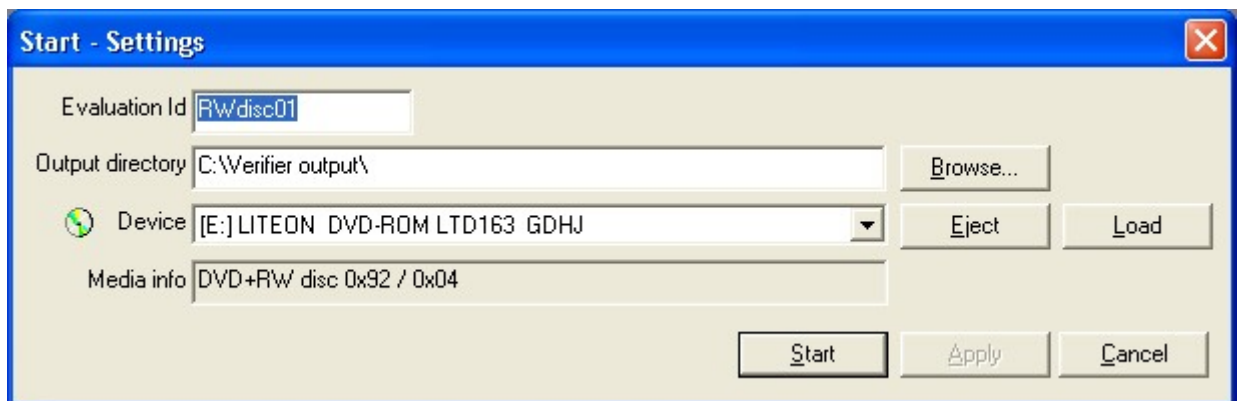 Start - Settings
Evaluation Id RWdisc01
Output directory C:\Verifier output\ Browse...
Device [E:] LITEON DVD-ROM LTD163 GDHJ Eject Load
Media info DVD+RW disc 0x92 / 0x04
Start Apply Cancel